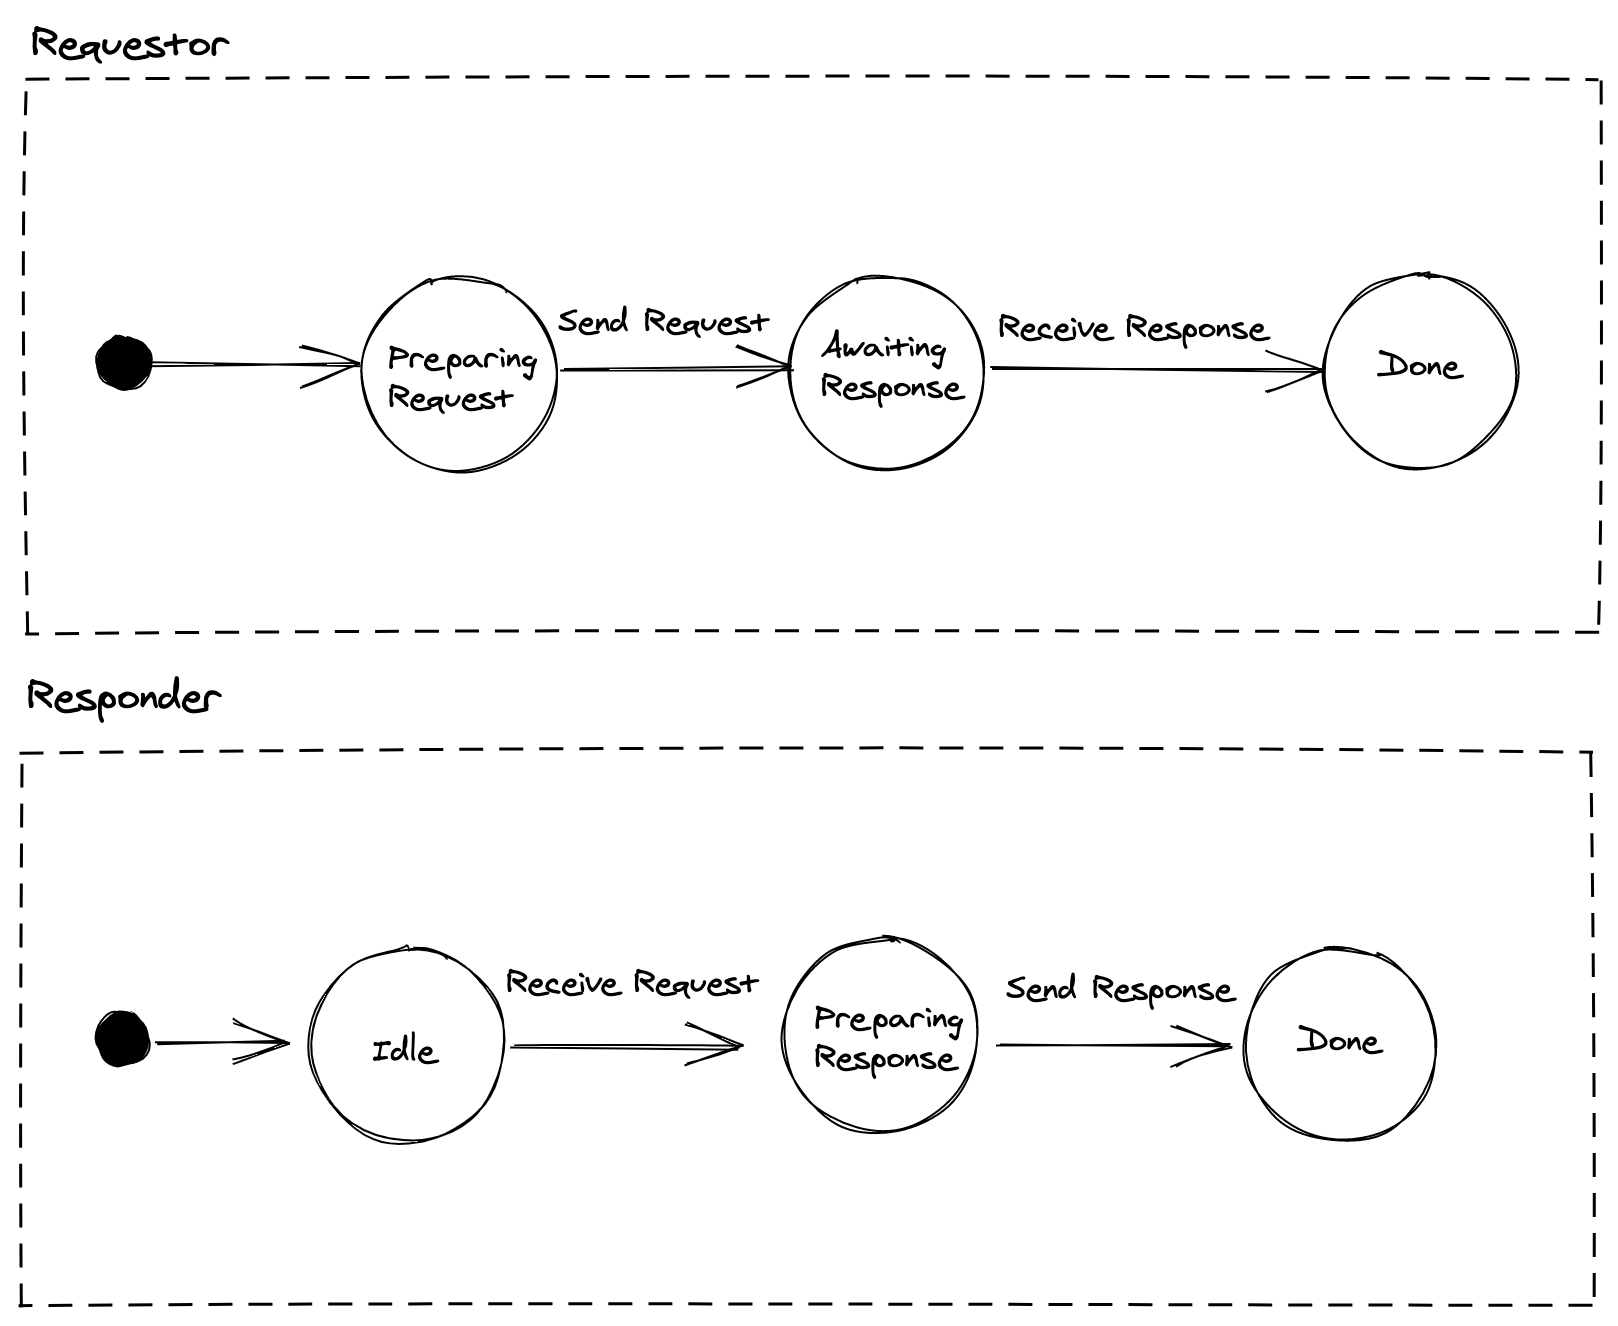 Requestor
Send Request
Receive Response
Preparing
Request
Awaiting
Response
Done
Responder
Receive Request
Send Response
Idle
Preparing
Response
Done